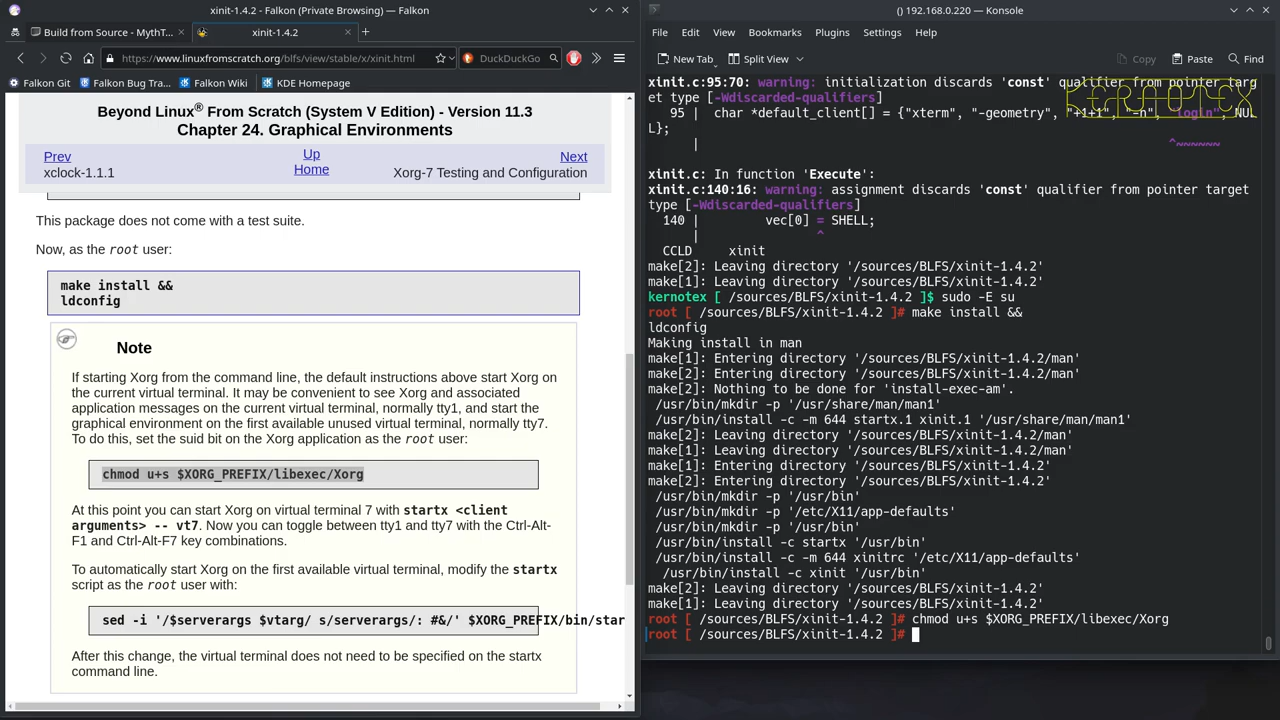 xinit-1.4.2 – Falkon (Private Browsing) — Falkon
Build from Source - MythT...
xinit-1.4.2
https://www.linuxfromscratch.org/blfs/view/stable/x/xinit.html
DuckDuckGo
Falkon Git
Falkon Bug Tra...
Falkon Wiki
KDE Homepage
Beyond Linux® From Scratch (System V Edition) - Version 11.3
Chapter 24. Graphical Environments
Prev
Up
Next
xclock-1.1.1
Home
Xorg-7 Testing and Configuration
This package does not come with a test suite.
Now, as the root user:
make install &&
ldconfig
Note
If starting Xorg from the command line, the default instructions above start Xorg on
the current virtual terminal. It may be convenient to see Xorg and associated
application messages on the current virtual terminal, normally tty1, and start the
graphical environment on the first available unused virtual terminal, normally tty7.
To do this, set the suid bit on the Xorg application as the root user:
chmod u+s $XORG_PREFIX/libexec/Xorg
At this point you can start Xorg on virtual terminal 7 with startx <client
arguments> -- vt7. Now you can toggle between tty1 and tty7 with the Ctrl-Alt-
F1 and Ctrl-Alt-F7 key combinations.
To automatically start Xorg on the first available virtual terminal, modify the startx
script as the root user with:
sed -i '/$serverargs $vtarg/ s/serverargs/: #&/' $XORG_PREFIX/bin/star
After this change, the virtual terminal does not need to be specified on the startx
command line.
() 192.168.0.220 — Konsole
File Edit View Bookmarks Plugins Settings Help
New Tab Split View Copy Paste Find
KERNOTEX
xinit.c:95:70: warning: initialization discards 'const' qualifier from pointer targ
et type [-Wdiscarded-qualifiers]
95 | char *default_client[] = {"xterm", "-geometry", "+1+1", "-n", "login", NUL
L};
|
^~~~~~~
xinit.c: In function 'Execute':
xinit.c:140:16: warning: assignment discards 'const' qualifier from pointer target
type [-Wdiscarded-qualifiers]
140 | vec[0] = SHELL;
| ^
CCLD xinit
make[2]: Leaving directory '/sources/BLFS/xinit-1.4.2'
make[1]: Leaving directory '/sources/BLFS/xinit-1.4.2'
kernotex [ /sources/BLFS/xinit-1.4.2 ]$ sudo -E su
root [ /sources/BLFS/xinit-1.4.2 ]# make install &&
ldconfig
Making install in man
make[1]: Entering directory '/sources/BLFS/xinit-1.4.2/man'
make[2]: Entering directory '/sources/BLFS/xinit-1.4.2/man'
make[2]: Nothing to be done for 'install-exec-am'.
/usr/bin/mkdir -p '/usr/share/man/man1'
/usr/bin/install -c -m 644 startx.1 xinit.1 '/usr/share/man/man1'
make[2]: Leaving directory '/sources/BLFS/xinit-1.4.2/man'
make[1]: Leaving directory '/sources/BLFS/xinit-1.4.2/man'
make[1]: Entering directory '/sources/BLFS/xinit-1.4.2'
make[2]: Entering directory '/sources/BLFS/xinit-1.4.2'
/usr/bin/mkdir -p '/usr/bin'
/usr/bin/mkdir -p '/etc/X11/app-defaults'
/usr/bin/mkdir -p '/usr/bin'
/usr/bin/install -c startx '/usr/bin'
/usr/bin/install -c -m 644 xinitrc '/etc/X11/app-defaults'
/usr/bin/install -c xinit '/usr/bin'
make[2]: Leaving directory '/sources/BLFS/xinit-1.4.2'
make[1]: Leaving directory '/sources/BLFS/xinit-1.4.2'
root [ /sources/BLFS/xinit-1.4.2 ]# chmod u+s $XORG_PREFIX/libexec/Xorg
root [ /sources/BLFS/xinit-1.4.2 ]#